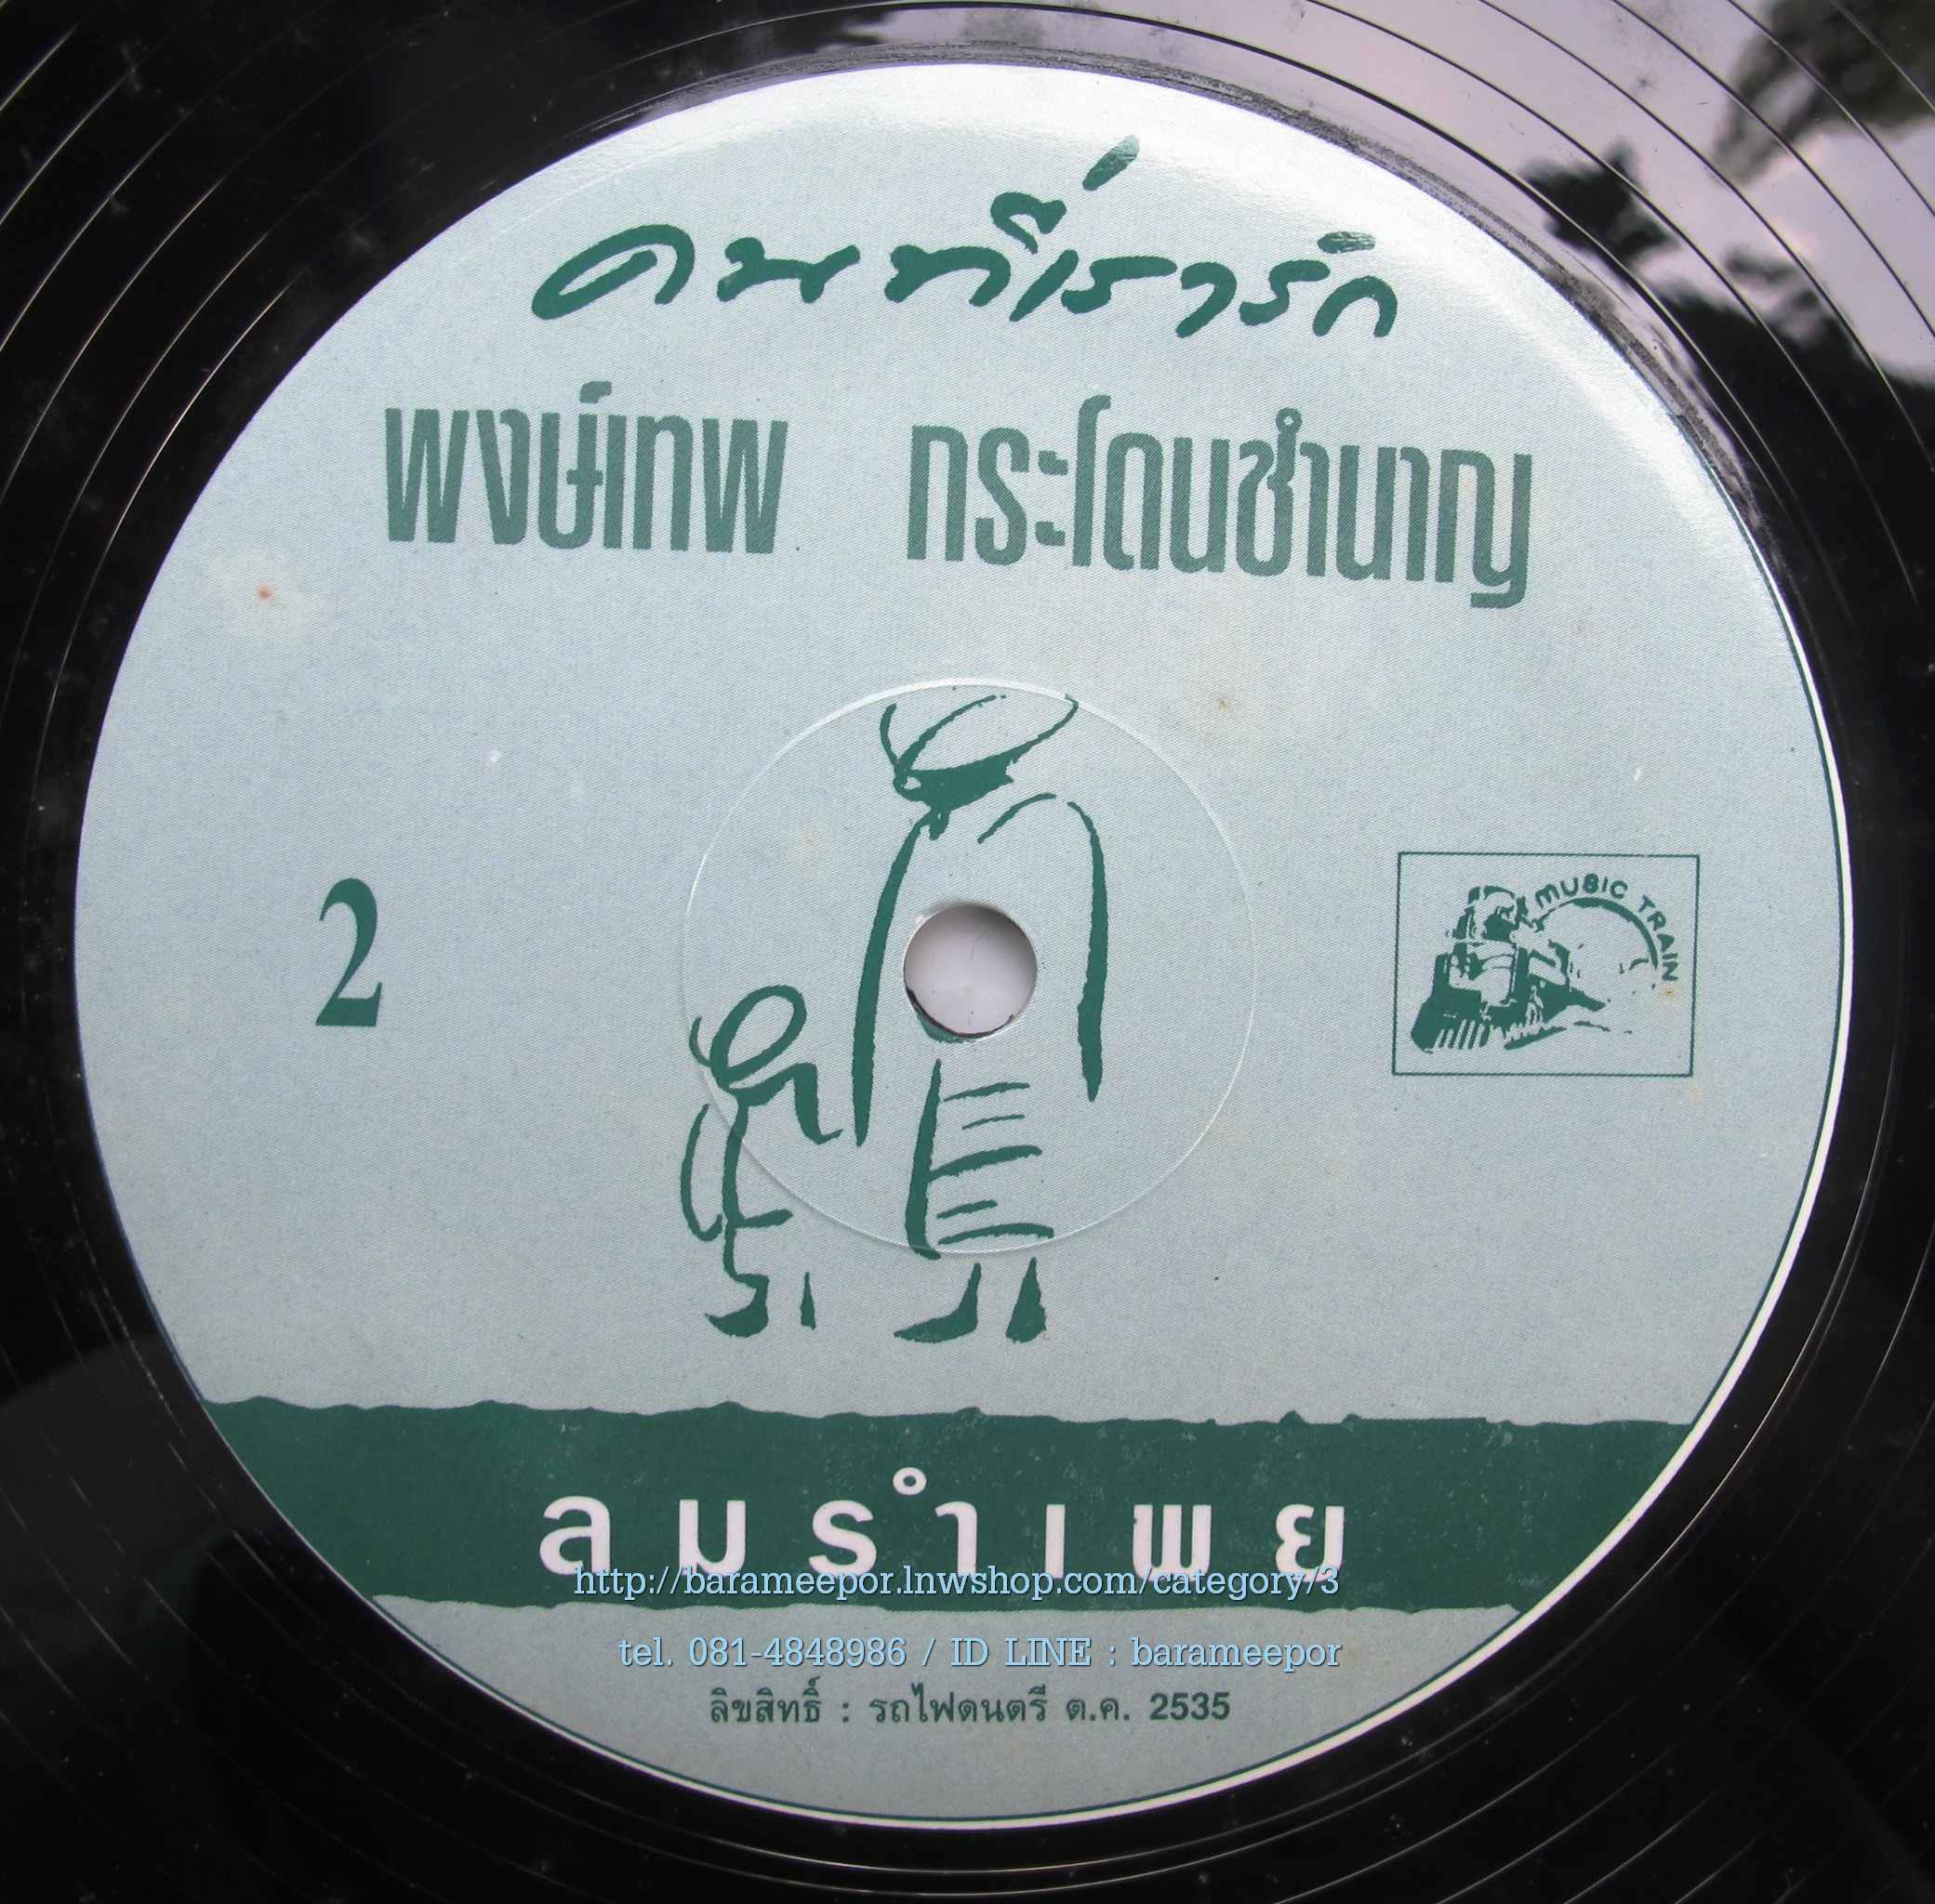 คนที่เรารัก
พงษ์เทพ กระโดนชำนาญ
2
MUSIC TRAIN
ลมรำเพย
http://barameepor.lnwshop.com/category/3
tel. 081-4848986 / ID LINE : barameepor
ลิขสิทธิ์ : รถไฟดนตรี ต.ค. 2535